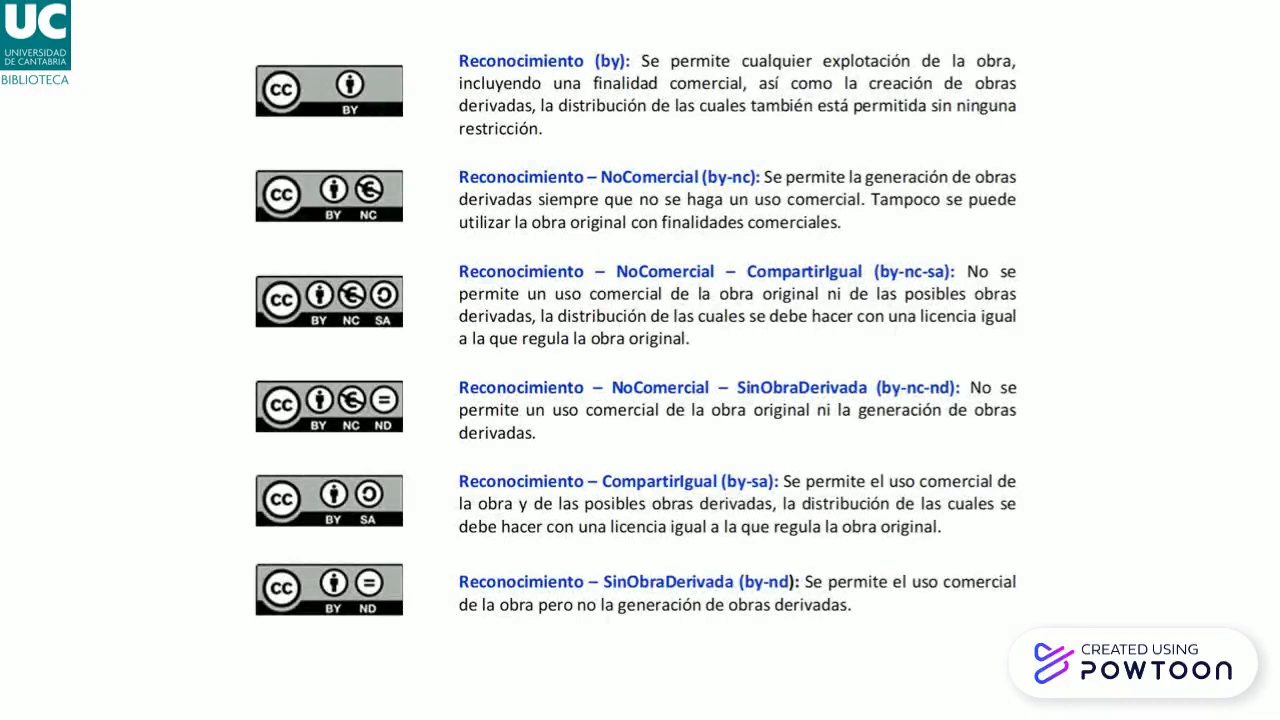 UC
UNIVERSIDAD
DE CANTABRIA
BIBLIOTECA
cc
BY
Reconocimiento (by): Se permite cualquier explotación de la obra,
incluyendo una finalidad comercial, así como la creación de obras
derivadas, la distribución de las cuales también está permitida sin ninguna
restricción.
cc
BY NC
Reconocimiento – NoComercial (by-nc): Se permite la generación de obras
derivadas siempre que no se haga un uso comercial. Tampoco se puede
utilizar la obra original con finalidades comerciales.
cc
BY NC SA
Reconocimiento – NoComercial – CompartirIgual (by-nc-sa): No se
permite un uso comercial de la obra original ni de las posibles obras
derivadas, la distribución de las cuales se debe hacer con una licencia igual
a la que regula la obra original.
cc
BY NC ND
Reconocimiento – NoComercial – SinObraDerivada (by-nc-nd): No se
permite un uso comercial de la obra original ni la generación de obras
derivadas.
cc
BY SA
Reconocimiento – CompartirIgual (by-sa): Se permite el uso comercial de
la obra y de las posibles obras derivadas, la distribución de las cuales se
debe hacer con una licencia igual a la que regula la obra original.
cc
BY ND
Reconocimiento – SinObraDerivada (by-nd): Se permite el uso comercial
de la obra pero no la generación de obras derivadas.
CREATED USING
POWTOON